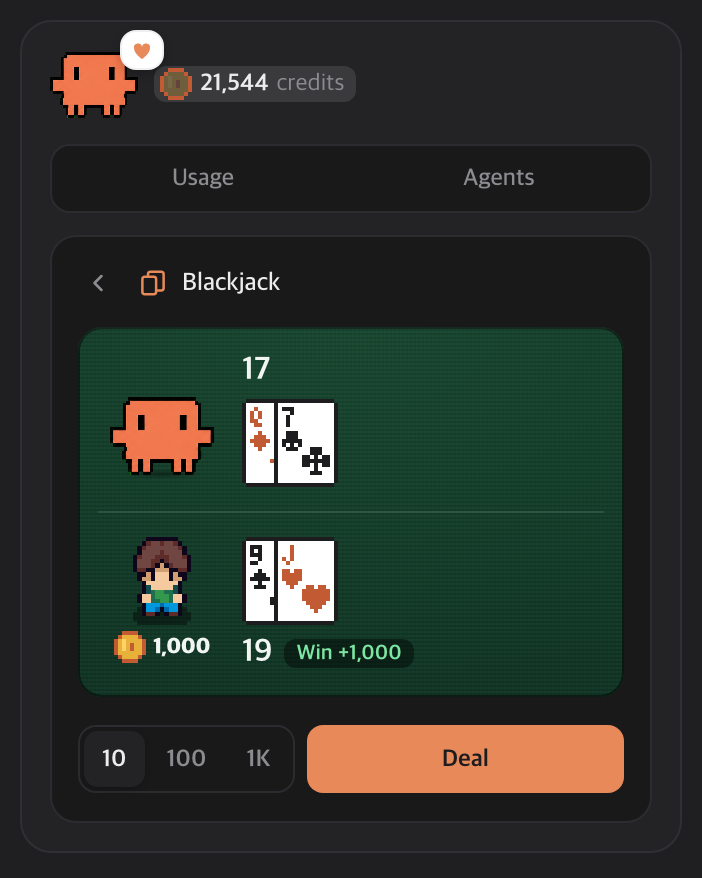 21,544 credits
Usage Agents
Blackjack
17
Q 7
9 J
1,000
19 Win +1,000
10 100 1K Deal